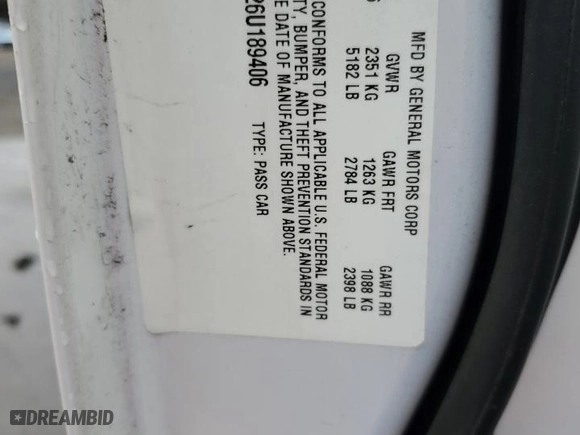 MFD BY GENERAL MOTORS CORP
GVWR GAWR FRT GAWR RR
2351 KG 1263 KG 1088 KG
5182 LB 2784 LB 2398 LB
CONFORMS TO ALL APPLICABLE U.S. FEDERAL MOTOR
BUMPER, AND THEFT PREVENTION STANDARDS IN
DATE OF MANUFACTURE SHOWN ABOVE.
26U189406 TYPE: PASS CAR
DREAMBID